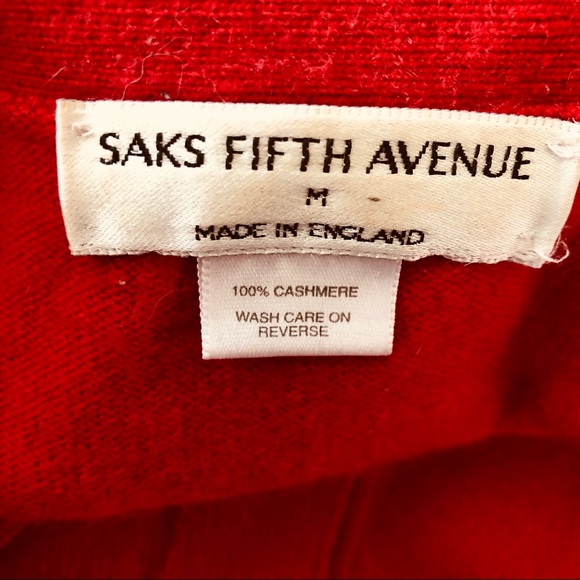 SAKS FIFTH AVENUE
M
MADE IN ENGLAND
100% CASHMERE
WASH CARE ON
REVERSE